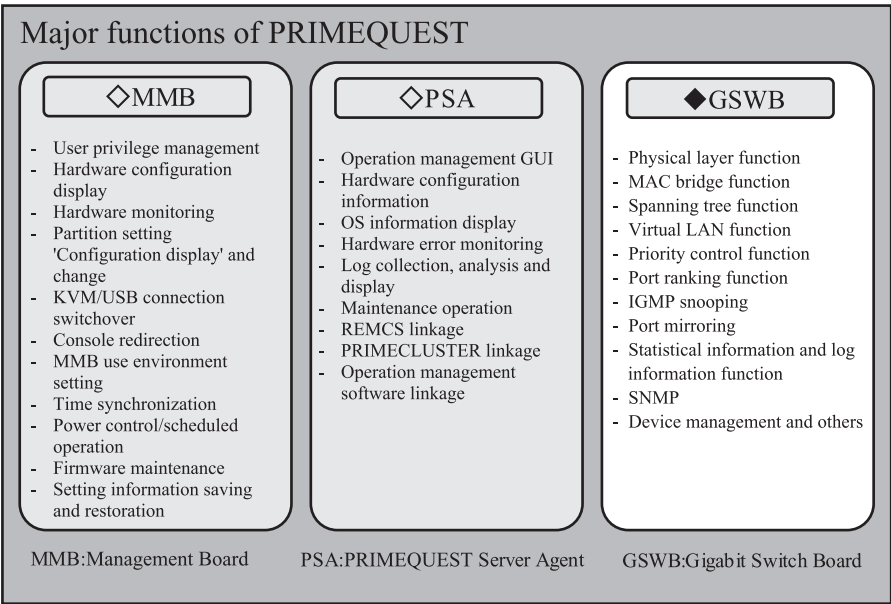 Major functions of PRIMEQUEST
◇MMB
- User privilege management
- Hardware configuration
display
- Hardware monitoring
- Partition setting
'Configuration display' and
change
- KVM/USB connection
switchover
- Console redirection
- MMB use environment
setting
- Time synchronization
- Power control/scheduled
operation
- Firmware maintenance
- Setting information saving
and restoration
MMB:Management Board
◇PSA
- Operation management GUI
- Hardware configuration
information
- OS information display
- Hardware error monitoring
- Log collection, analysis and
display
- Maintenance operation
- REMCS linkage
- PRIMECLUSTER linkage
- Operation management
software linkage
PSA:PRIMEQUEST Server Agent
◆GSWB
- Physical layer function
- MAC bridge function
- Spanning tree function
- Virtual LAN function
- Priority control function
- Port ranking function
- IGMP snooping
- Port mirroring
- Statistical information and log
information function
- SNMP
- Device management and others
GSWB:Gigabit Switch Board